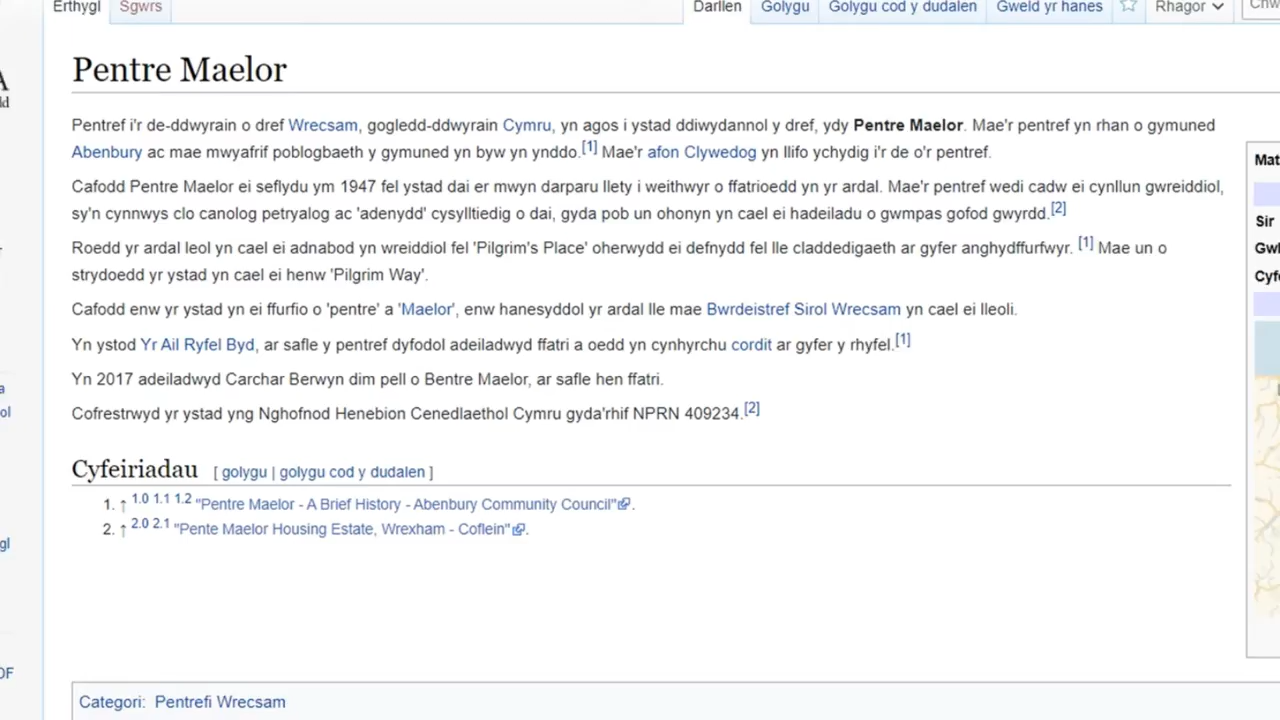 Erthygl Sgwrs Darllen Golygu Golygu cod y dudalen Gweld yr hanes Rhagor
Pentre Maelor
Pentref i'r de-ddwyrain o dref Wrecsam, gogledd-ddwyrain Cymru, yn agos i ystad ddiwydannol y dref, ydy Pentre Maelor. Mae'r pentref yn rhan o gymuned
Abenbury ac mae mwyafrif poblogbaeth y gymuned yn byw yn ynddo.[1] Mae'r afon Clywedog yn llifo ychydig i'r de o'r pentref.
Cafodd Pentre Maelor ei seflydu ym 1947 fel ystad dai er mwyn darparu llety i weithwyr o ffatrioedd yn yr ardal. Mae'r pentref wedi cadw ei cynllun gwreiddiol,
sy'n cynnwys clo canolog petryalog ac 'adenydd' cysylltiedig o dai, gyda pob un ohonyn yn cael ei hadeiladu o gwmpas gofod gwyrdd.[2]
Roedd yr ardal leol yn cael ei adnabod yn wreiddiol fel 'Pilgrim's Place' oherwydd ei defnydd fel lle claddedigaeth ar gyfer anghydffurfwyr. [1] Mae un o
strydoedd yr ystad yn cael ei henw 'Pilgrim Way'.
Cafodd enw yr ystad yn ei ffurfio o 'pentre' a 'Maelor', enw hanesyddol yr ardal lle mae Bwrdeistref Sirol Wrecsam yn cael ei lleoli.
Yn ystod Yr Ail Ryfel Byd, ar safle y pentref dyfodol adeiladwyd ffatri a oedd yn cynhyrchu cordit ar gyfer y rhyfel.[1]
Yn 2017 adeiladwyd Carchar Berwyn dim pell o Bentre Maelor, ar safle hen ffatri.
Cofrestrwyd yr ystad yng Nghofnod Henebion Cenedlaethol Cymru gyda'rhif NPRN 409234.[2]
Cyfeiriadau [ golygu | golygu cod y dudalen ]
1. ↑ 1.0 1.1 1.2 "Pentre Maelor - A Brief History - Abenbury Community Council".
2. ↑ 2.0 2.1 "Pente Maelor Housing Estate, Wrexham - Coflein".
Categori: Pentrefi Wrecsam
Sir